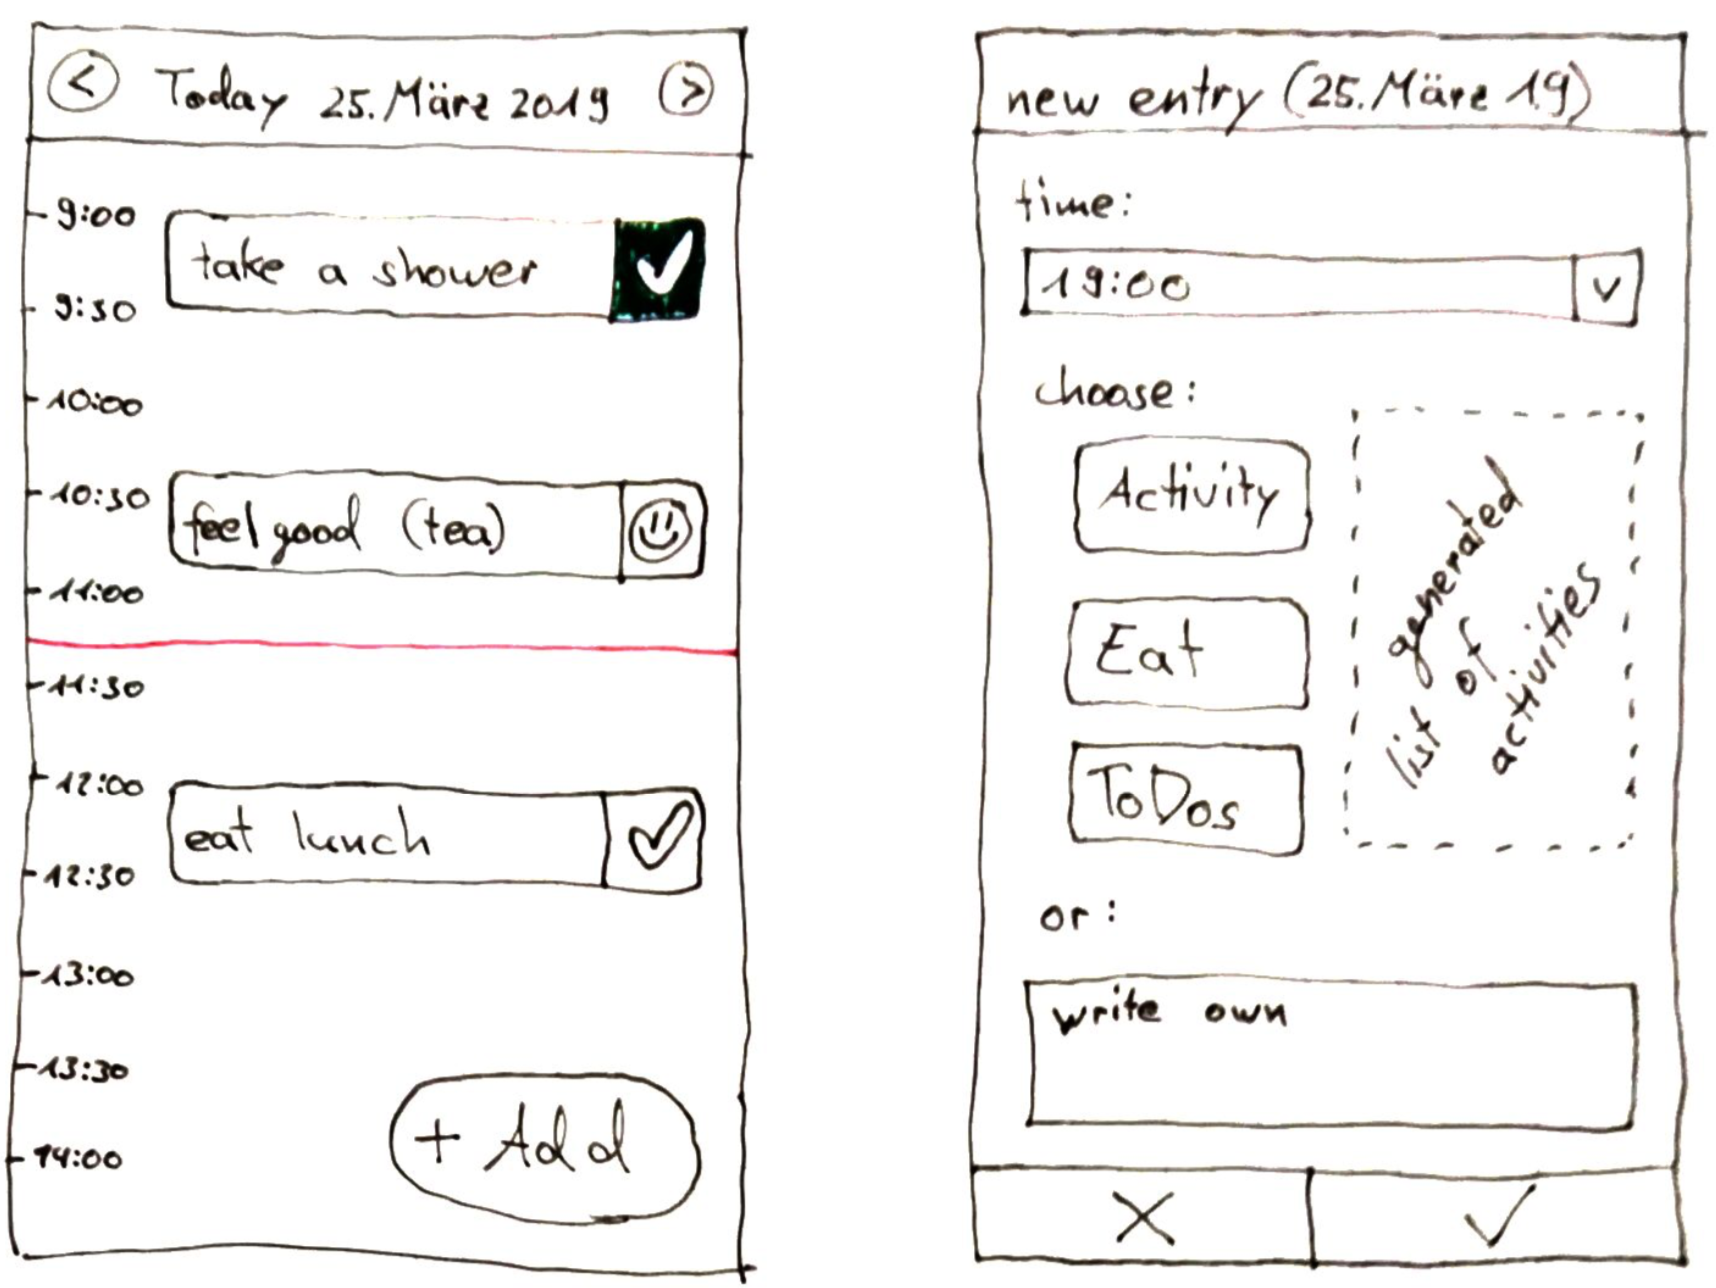 < Today 25. März 2019 >
9:00
take a shower
9:30
10:00
10:30
feel good (tea)
11:00
11:30
12:00
eat lunch
12:30
13:00
13:30
+ Add
14:00
new entry (25. März 19)
time:
19:00
choose:
Activity
Eat
ToDos
generated
list of
activities
or:
write own